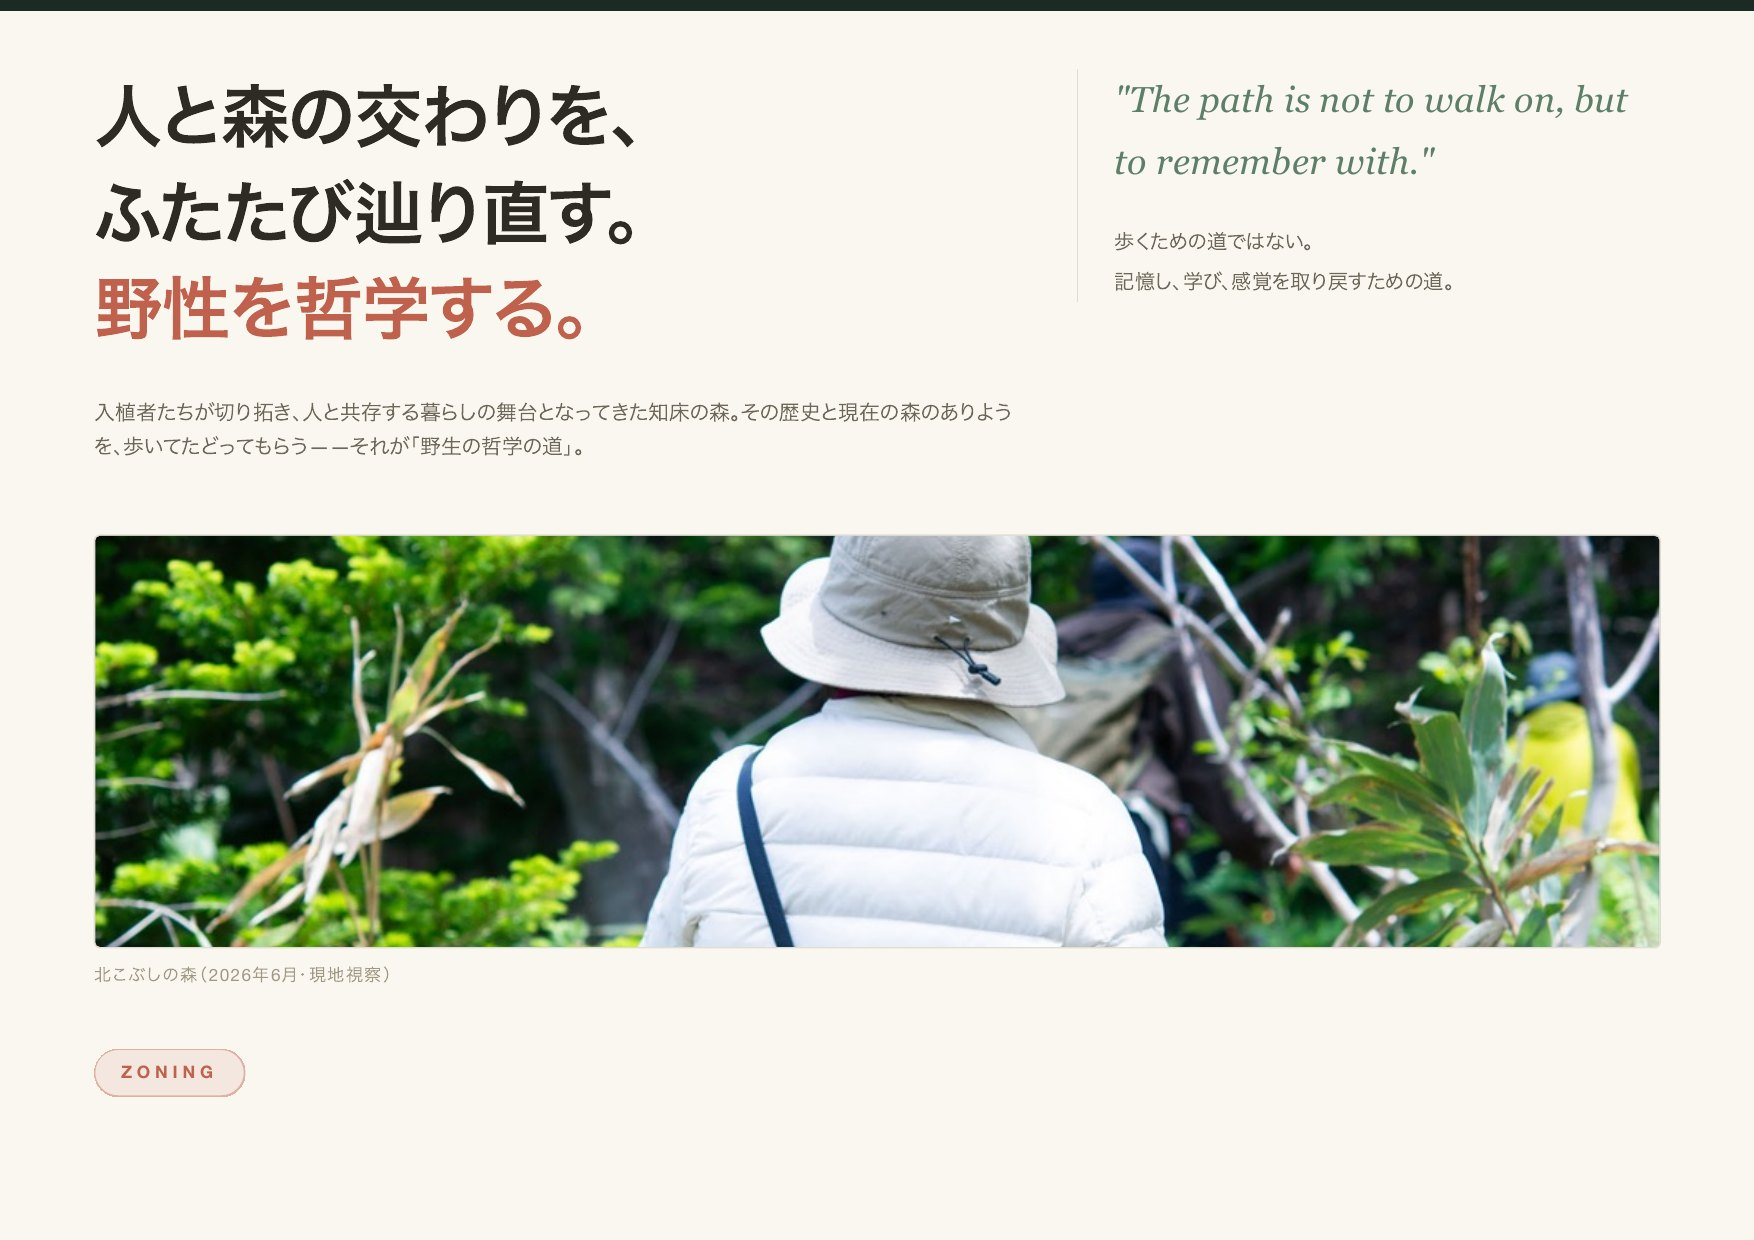 人と森の交わりを、
ふたたび辿り直す。
野性を哲学する。
入植者たちが切り拓き、人と共存する暮らしの舞台となってきた知床の森。その歴史と現在の森のありよう
を、歩いてたどってもらう——それが「野生の哲学の道」。
"The path is not to walk on, but
to remember with."
歩くための道ではない。
記憶し、学び、感覚を取り戻すための道。
北こぶしの森（2026年6月・現地視察）
ZONING